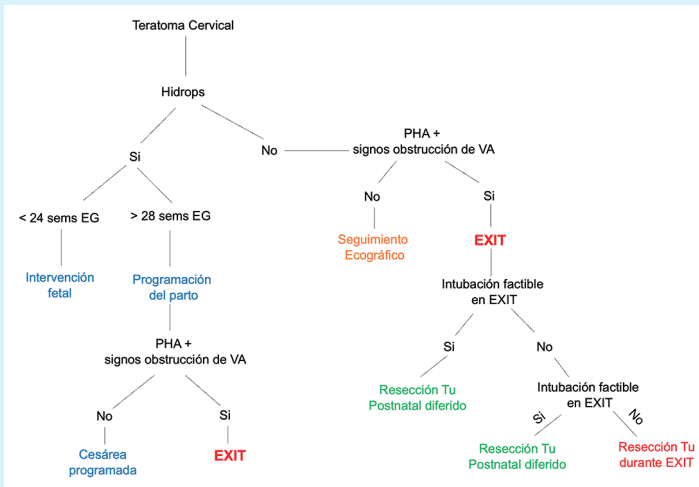 Teratoma Cervical
Hidrops
Si
No
PHA +
signos obstrucción de VA
< 24 sems EG
> 28 sems EG
No
Si
Intervención
fetal
Programación
del parto
Seguimiento
Ecográfico
EXIT
PHA +
signos obstrucción de VA
Intubación factible
en EXIT
No
Si
Si
No
Cesárea
programada
EXIT
Resección Tu
Postnatal diferido
Intubación factible
en EXIT
Si
No
Resección Tu
Postnatal diferido
Resección Tu
durante EXIT